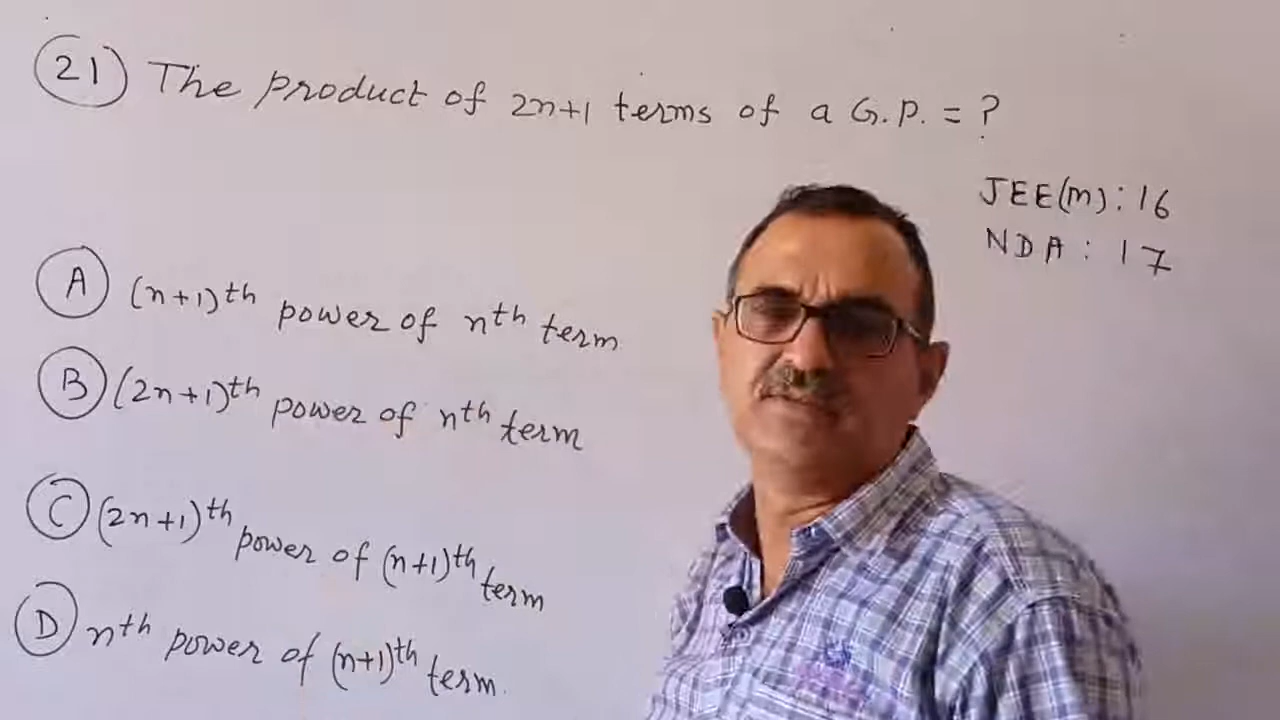 21 The product of 2n+1 terms of a G.P. = ?
JEE(m): 16
NDA: 17
A (n+1)th power of nth term
B (2n+1)th power of nth term
C (2n+1)th power of (n+1)th term
D nth power of (n+1)th term.